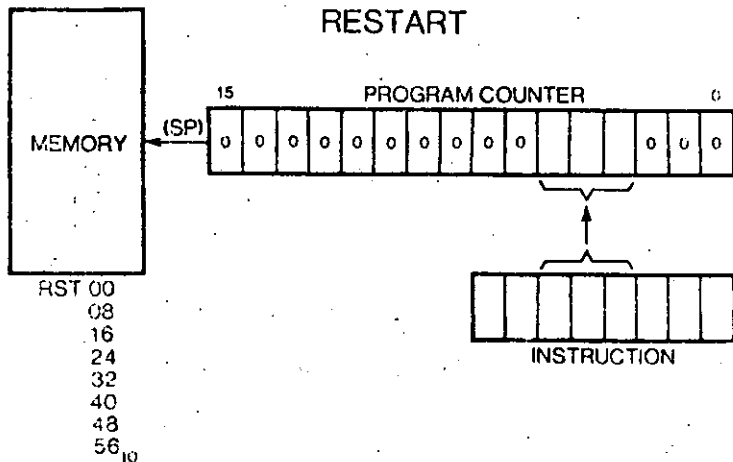 RESTART
15 PROGRAM COUNTER 0
MEMORY
(SP)
0 0 0 0 0 0 0 0 0 0 0 0 0
RST 00
08
16
24
32
40
48
56₁₀
INSTRUCTION